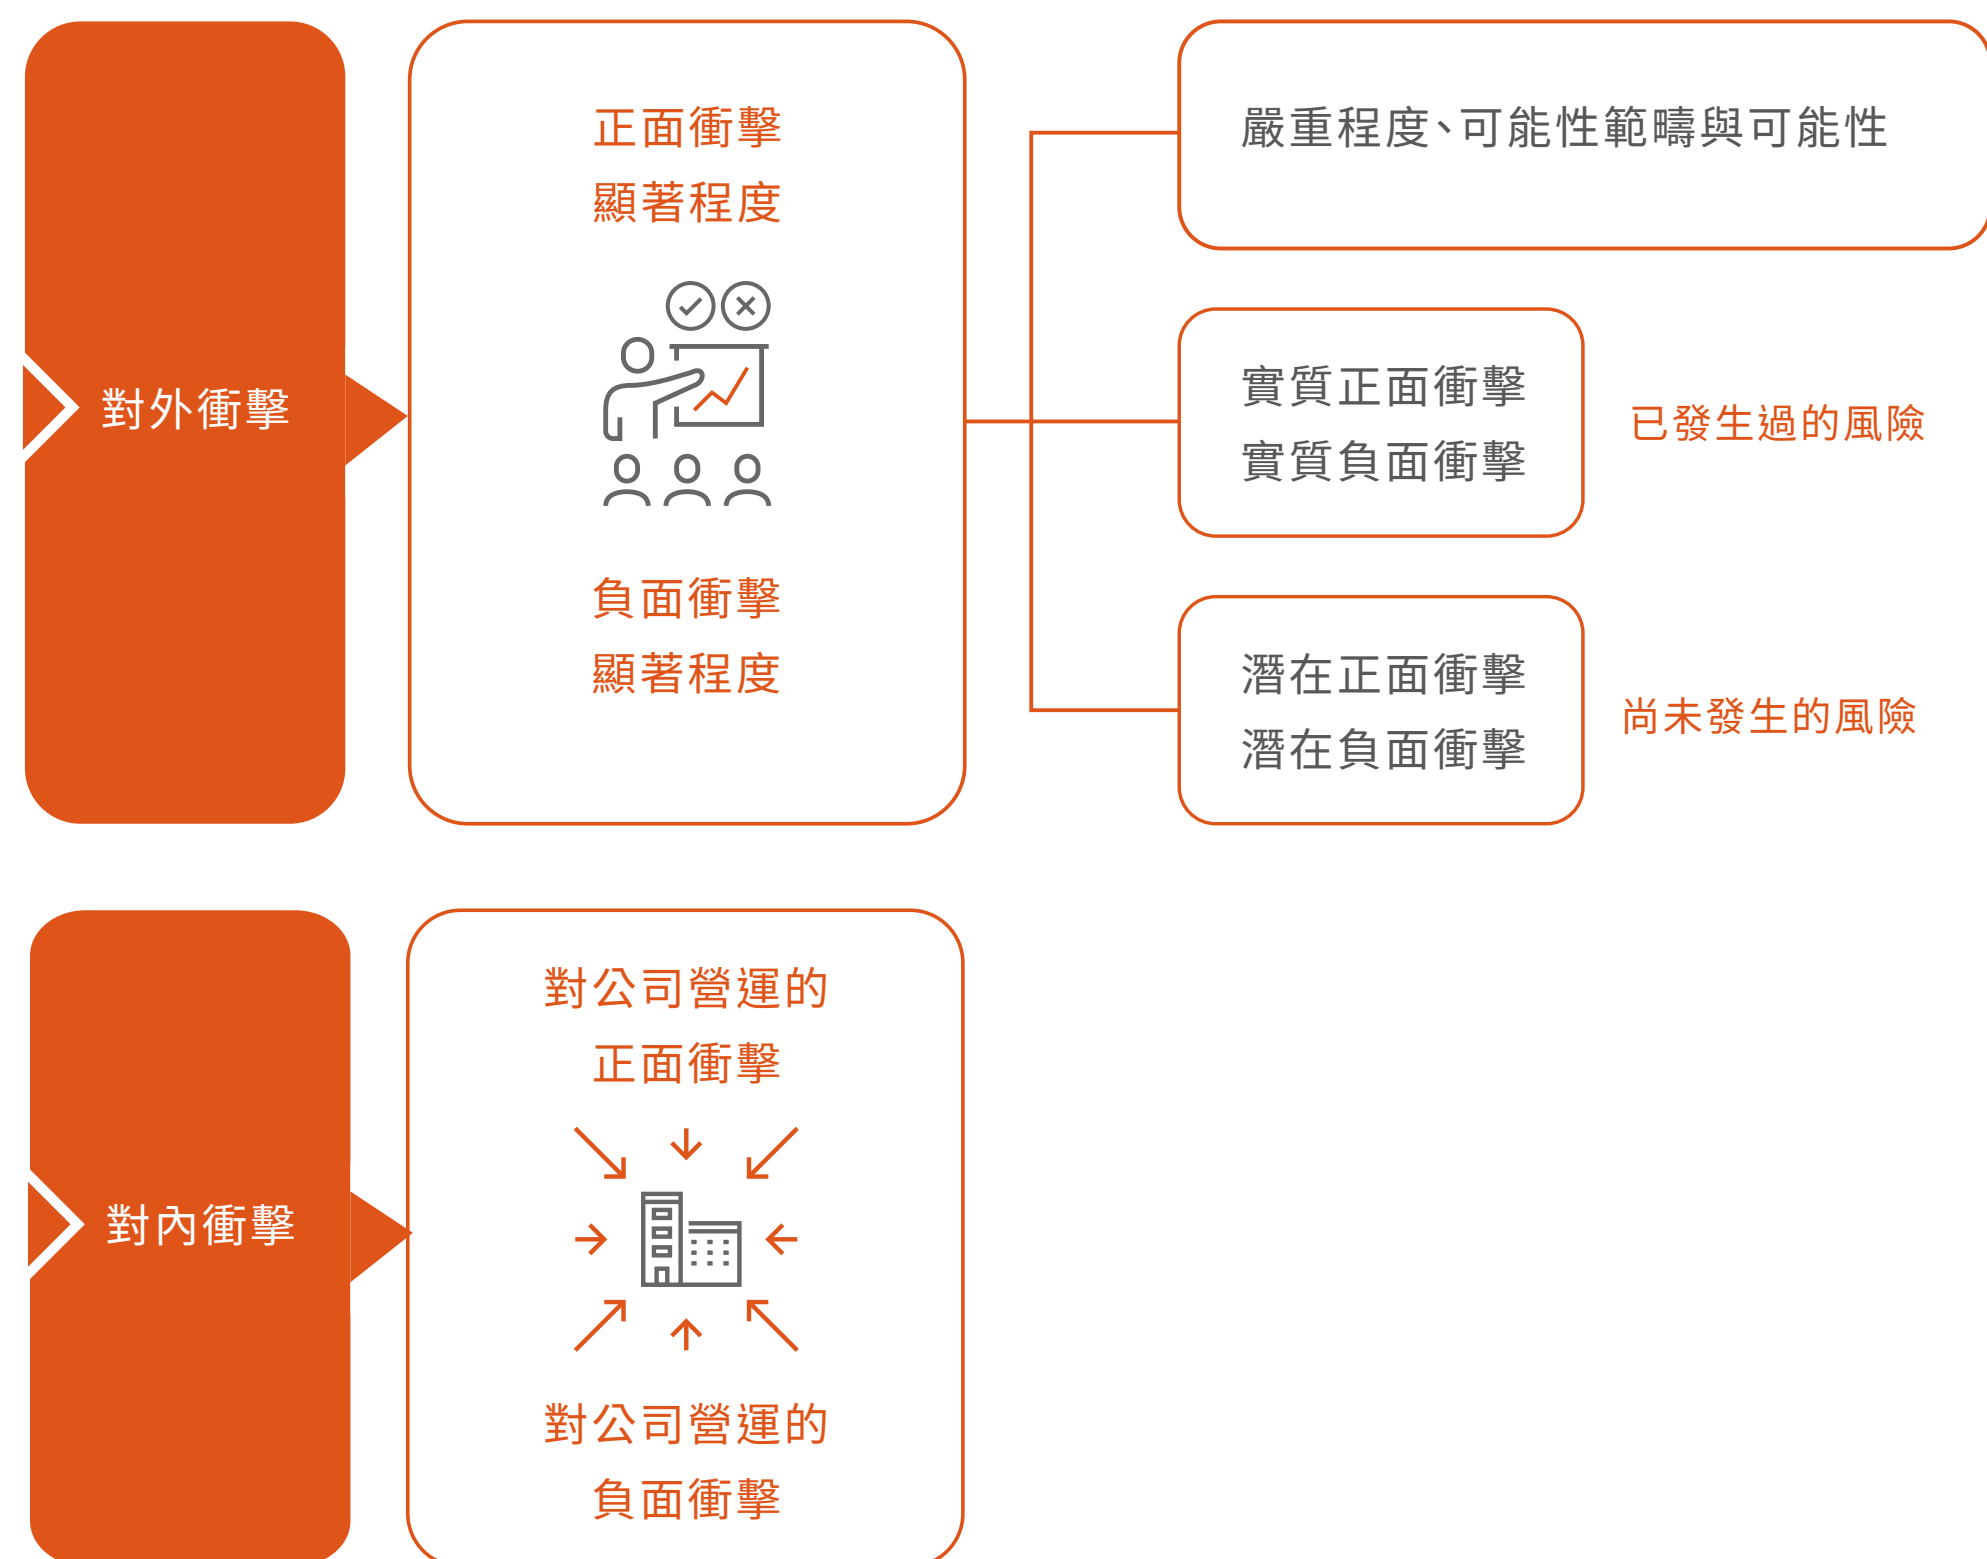 對外衝擊
正面衝擊
顯著程度
負面衝擊
顯著程度
嚴重程度、可能性範疇與可能性
實質正面衝擊
實質負面衝擊
已發生過的風險
潛在正面衝擊
潛在負面衝擊
尚未發生的風險
對內衝擊
對公司營運的
正面衝擊
對公司營運的
負面衝擊